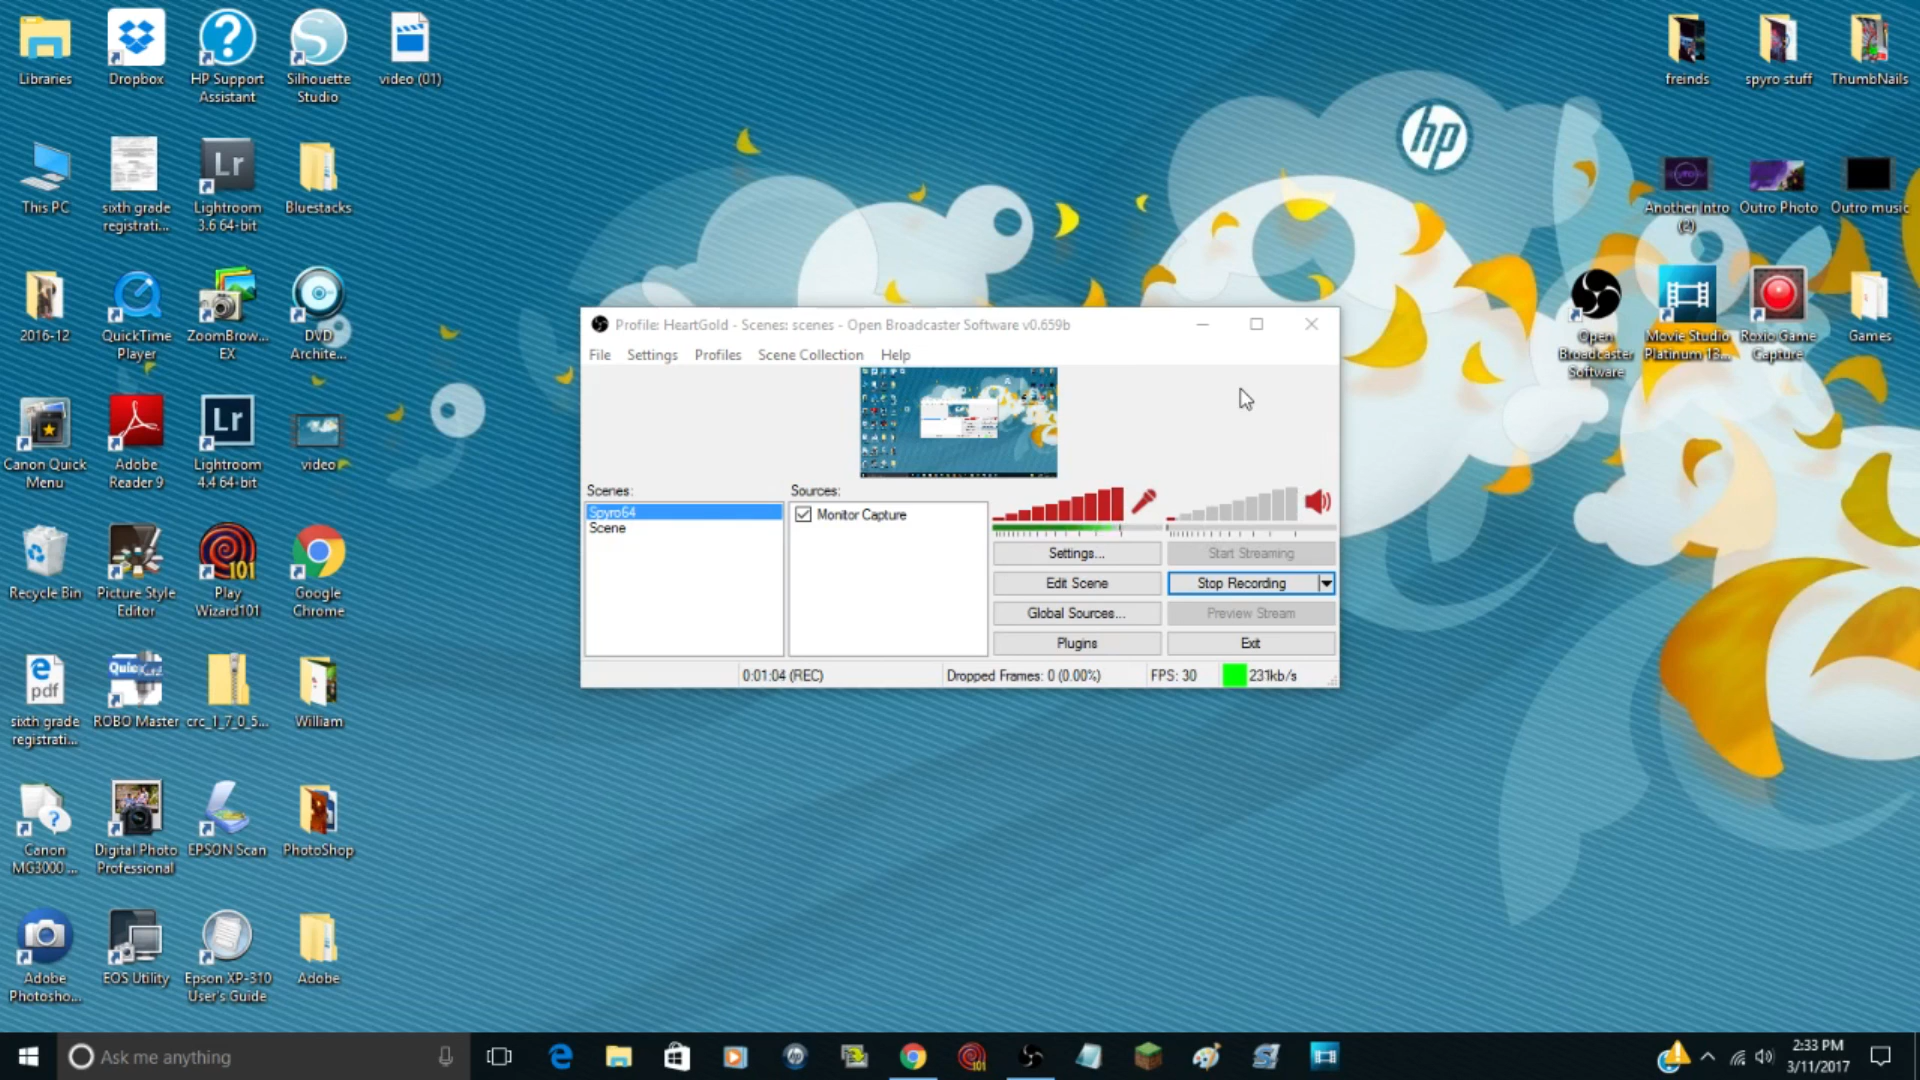 Libraries
Dropbox
HP Support
Assistant
Silhouette
Studio
video (01)
freinds
spyro stuff
ThumbNails
hp
This PC
sixth grade
registrati...
Lr
Lightroom
3.6 64-bit
Bluestacks
Another Intro
(2)
Outro Photo
Outro music
2016-12
QuickTime
Player
ZoomBrow...
EX
DVD
Archite...
Open
Broadcaster
Software
Movie Studio
Platinum 13...
Roxio Game
Capture
Games
Profile: HeartGold - Scenes: scenes - Open Broadcaster Software v0.659b
File Settings Profiles Scene Collection Help
Canon Quick
Menu
Adobe
Reader 9
Lr
Lightroom
4.4 64-bit
video
Scenes:
Spyro64
Scene
Sources:
Monitor Capture
Settings...
Start Streaming
Edit Scene
Stop Recording
Global Sources...
Preview Stream
Plugins
Exit
0:01:04 (REC)
Dropped Frames: 0 (0.00%)
FPS: 30
231kb/s
Recycle Bin
Picture Style
Editor
101
Play
Wizard101
Google
Chrome
pdf
sixth grade
registrati...
ROBO Master
crc_1_7_0_5...
William
Canon
MG3000 ...
Digital Photo
Professional
EPSON Scan
PhotoShop
Adobe
Photosho...
EOS Utility
Epson XP-310
User's Guide
Adobe
Ask me anything
101
2:33 PM
3/11/2017